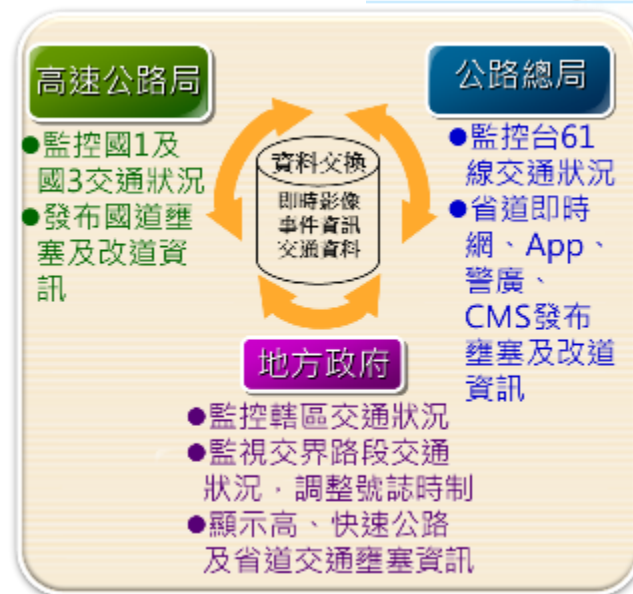 高速公路局
●監控國1及
國3交通狀況
●發布國道壅
塞及改道資
訊
資料交換
即時影像
事件資訊
交通資料
公路總局
●監控台61
線交通狀況
●省道即時
網、App、
警廣、
CMS發布
壅塞及改道
資訊
地方政府
●監控轄區交通狀況
●監視交界路段交通
狀況，調整號誌時制
●顯示高、快速公路
及省道交通壅塞資訊